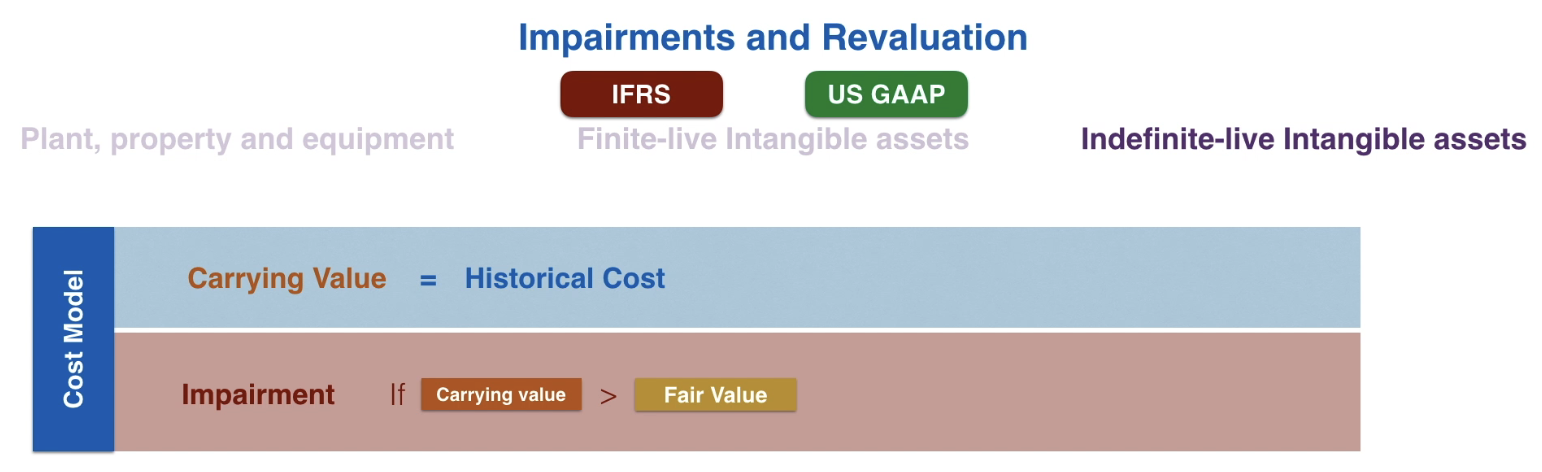 Impairments and Revaluation
IFRS US GAAP
Plant, property and equipment Finite-live Intangible assets Indefinite-live Intangible assets
Cost Model
Carrying Value = Historical Cost
Impairment If Carrying value > Fair Value